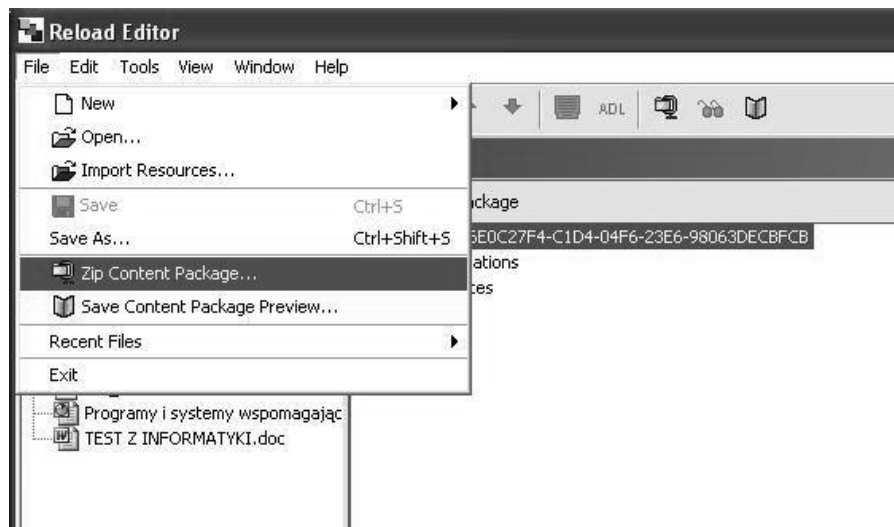 Reload Editor
File Edit Tools View Window Help
New
ADL
Open...
Import Resources...
Save Ctrl+S
ckage
Save As... Ctrl+Shift+S
6E0C27F4-C1D4-04F6-23E6-98063DECBFCB
ations
Zip Content Package...
ces
Save Content Package Preview...
Recent Files
Exit
Programy i systemy wspomagając
TEST Z INFORMATYKI.doc